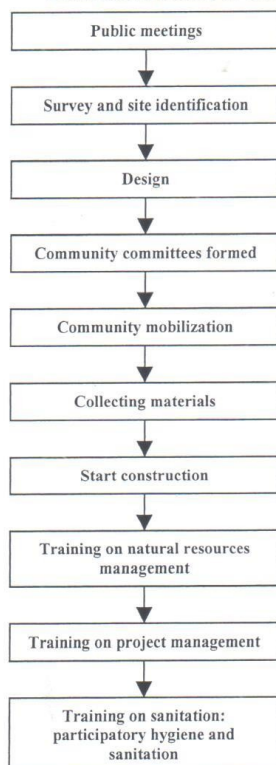 Public meetings
Survey and site identification
Design
Community committees formed
Community mobilization
Collecting materials
Start construction
Training on natural resources
management
Training on project management
Training on sanitation:
participatory hygiene and
sanitation